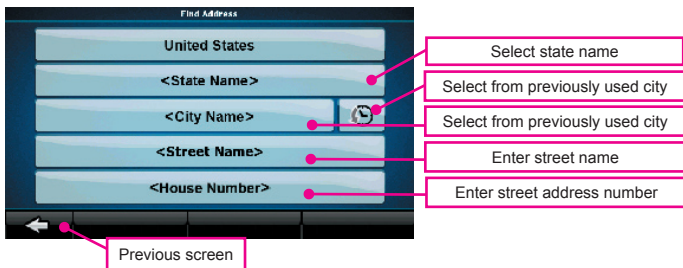 Find Address
United States
Select state name
<State Name>
Select from previously used city
<City Name>
Select from previously used city
<Street Name>
Enter street name
<House Number>
Enter street address number
Previous screen